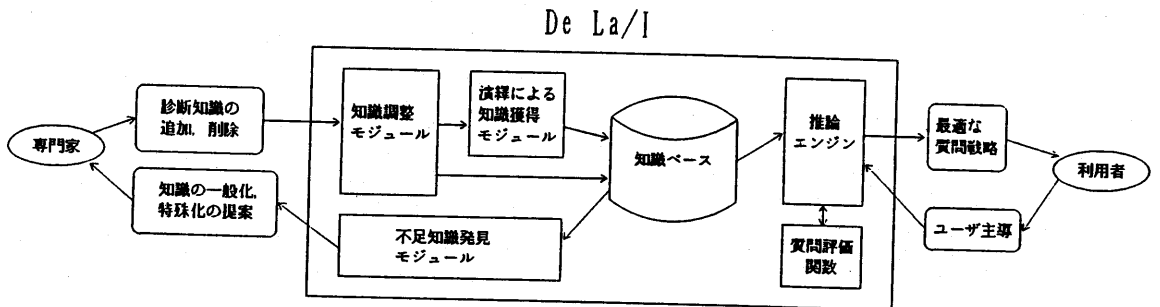 De La/I
専門家
診断知識の
追加, 削除
知識の一般化,
特殊化の提案
知識調整
モジュール
演繹による
知識獲得
モジュール
不足知識発見
モジュール
知識ベース
推論
エンジン
質問評価
関数
最適な
質問戦略
ユーザ主導
利用者